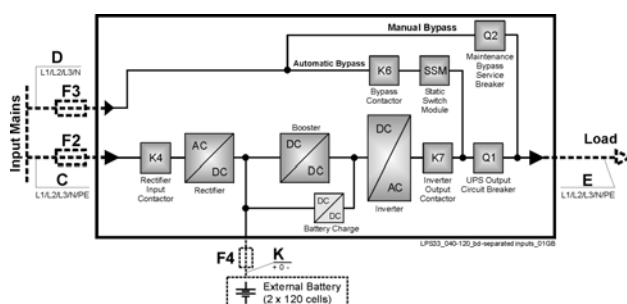 Manual Bypass
Q2
D
Maintenance
Bypass
Service
Breaker
L1/L2/L3/N
Automatic Bypass
K6
SSM
F3
Bypass
Contactor
Static
Switch
Module
Input Mains
F2
Booster
DC
AC
Load
K4
AC
DC
DC
DC
K7
Q1
C
Rectifier
Input
Contactor
Rectifier
DC
DC
Battery Charge
Inverter
Inverter
Output
Contactor
UPS Output
Circuit Breaker
E
L1/L2/L3/N/PE
L1/L2/L3/N/PE
LPS33_040-120_bd-separated inputs_01GB
F4
K
+ 0 -
External Battery
(2 x 120 cells)